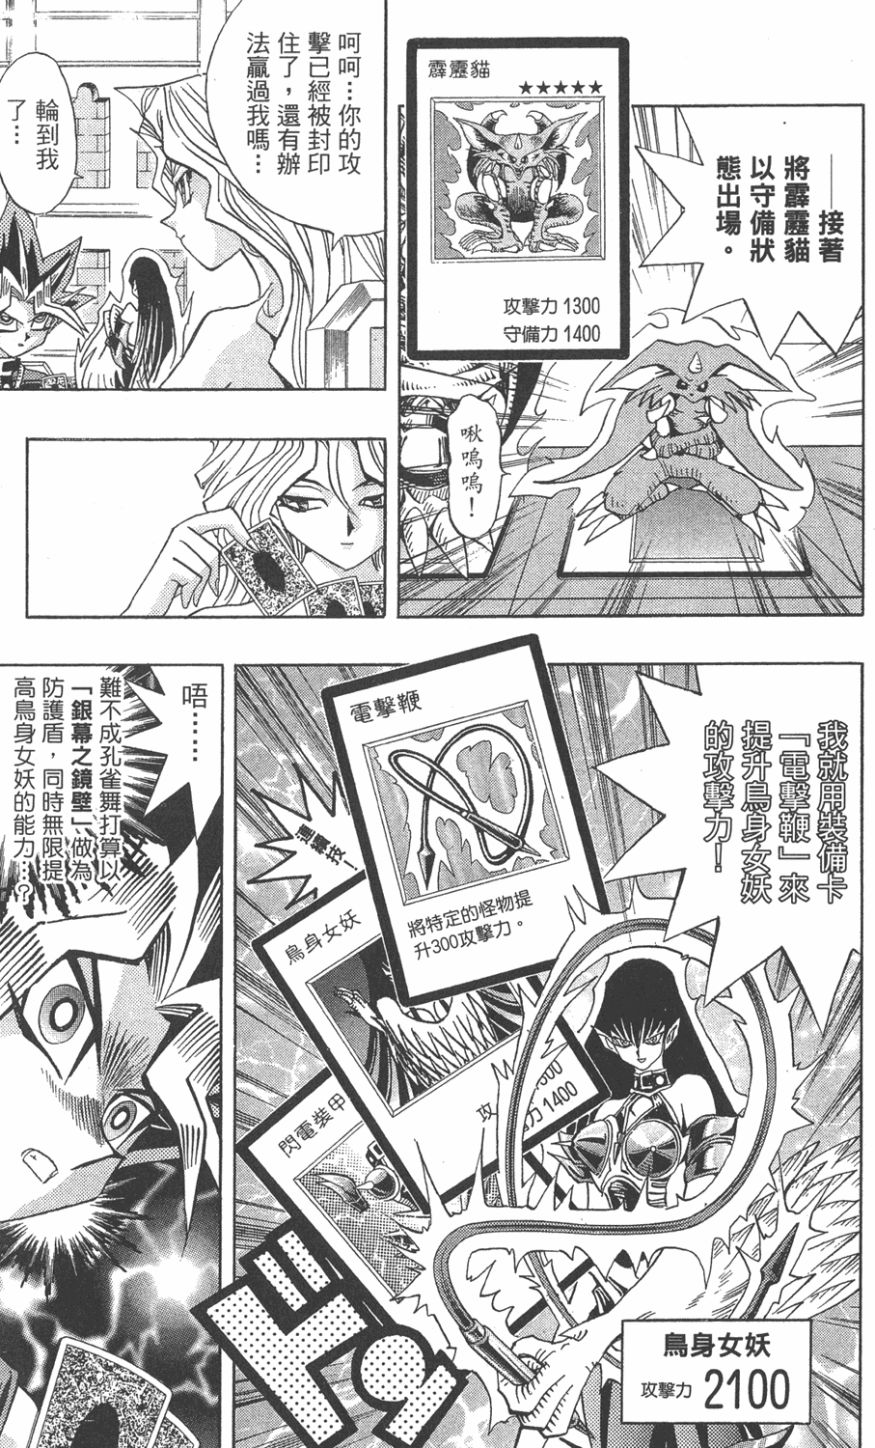 ——接著
將霹靂貓
以守備狀
態出場。
霹靂貓
★★★★★
攻擊力 1300
守備力 1400
啾嗚嗚！
呵呵…你的攻
擊已經被封印
住了，還有辦
法贏過我嗎…
輪到我
了…
我就用裝備卡
「電擊鞭」來
提升鳥身女妖
的攻擊力！
電擊鞭
將特定的怪物提
升300攻擊力。
連續技！
鳥身女妖
1400
閃電裝甲
ドン
鳥身女妖
攻擊力 2100
唔……
難不成孔雀舞打算以
「銀幕之鏡壁」做為
防護盾，同時無限提
高鳥身女妖的能力…？